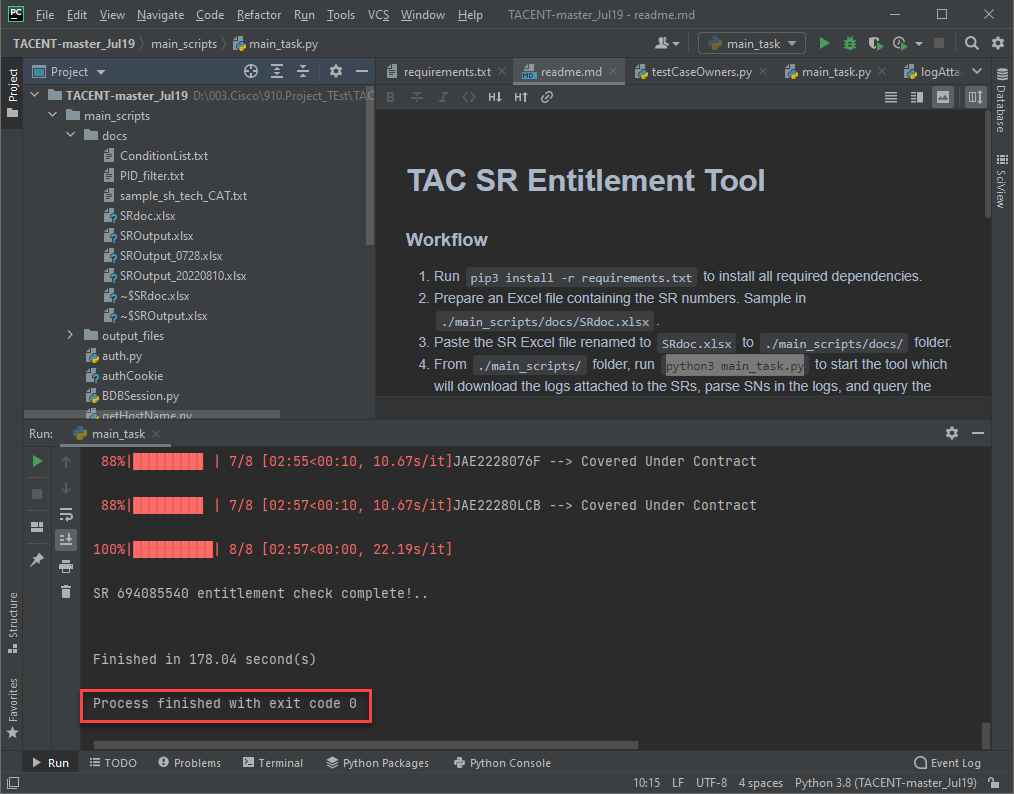 PC File Edit View Navigate Code Refactor Run Tools VCS Window Help TACENT-master_Jul19 - readme.md
TACENT-master_Jul19 main_scripts main_task.py main_task
Project
Project
requirements.txt readme.md testCaseOwners.py main_task.py logAtta
TACENT-master_Jul19 D:\003.Cisco\910.Project_TEst\TAC
main_scripts
docs
ConditionList.txt
PID_filter.txt
sample_sh_tech_CAT.txt
SRdoc.xlsx
SROutput.xlsx
SROutput_0728.xlsx
SROutput_20220810.xlsx
~$SRdoc.xlsx
~$SROutput.xlsx
output_files
auth.py
authCookie
BDBSession.py
getHostName.py
B I H↓ H↑
TAC SR Entitlement Tool
Workflow
1. Run pip3 install -r requirements.txt to install all required dependencies.
2. Prepare an Excel file containing the SR numbers. Sample in
./main_scripts/docs/SRdoc.xlsx .
3. Paste the SR Excel file renamed to SRdoc.xlsx to ./main_scripts/docs/ folder.
4. From ./main_scripts/ folder, run python3 main_task.py to start the tool which
will download the logs attached to the SRs, parse SNs in the logs, and query the
Database
SciView
Run: main_task
88%|█████████ | 7/8 [02:55<00:10, 10.67s/it]JAE2228076F --> Covered Under Contract
88%|█████████ | 7/8 [02:57<00:10, 10.67s/it]JAE22280LCB --> Covered Under Contract
100%|██████████| 8/8 [02:57<00:00, 22.19s/it]
SR 694085540 entitlement check complete!..
Finished in 178.04 second(s)
Process finished with exit code 0
Structure
Favorites
Run TODO Problems Terminal Python Packages Python Console Event Log
10:15 LF UTF-8 4 spaces Python 3.8 (TACENT-master_Jul19)